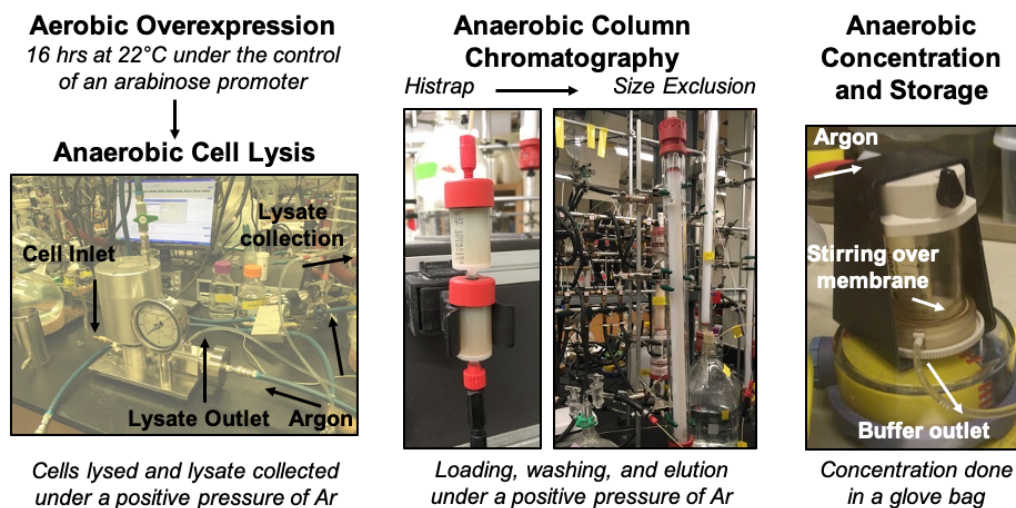 Aerobic Overexpression
16 hrs at 22°C under the control
of an arabinose promoter
Anaerobic Cell Lysis
Cell Inlet
Lysate
collection
Lysate Outlet
Argon
Cells lysed and lysate collected
under a positive pressure of Ar
Anaerobic Column
Chromatography
Histrap
Size Exclusion
Loading, washing, and elution
under a positive pressure of Ar
Anaerobic
Concentration
and Storage
Argon
Stirring over
membrane
Buffer outlet
Concentration done
in a glove bag